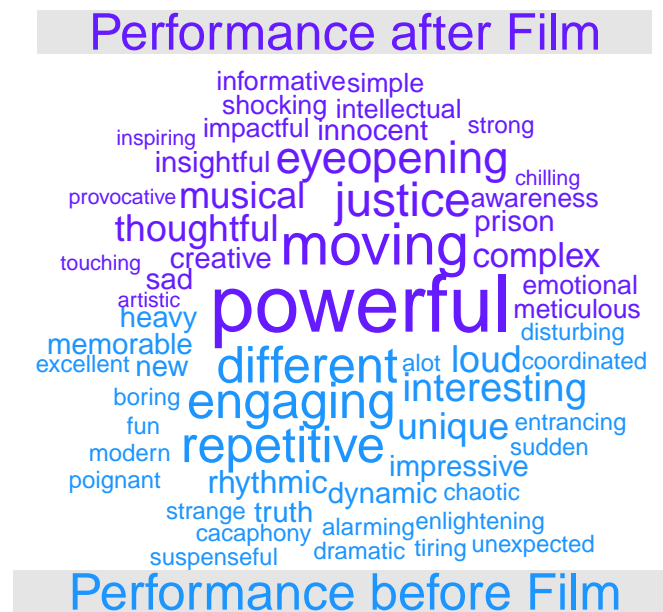 Performance after Film
informative simple
shocking intellectual
inspiring impactful innocent strong
insightful eyeopening chilling
provocative musical justice awareness
thoughtful prison
touching creative moving complex
sad emotional
artistic powerful meticulous
heavy disturbing
memorable different alot loud coordinated
excellent new
boring engaging interesting
fun unique entrancing
modern repetitive sudden
poignant impressive
rhythmic dynamic chaotic
strange truth
cacaphony alarming enlightening
suspenseful dramatic tiring unexpected
Performance before Film